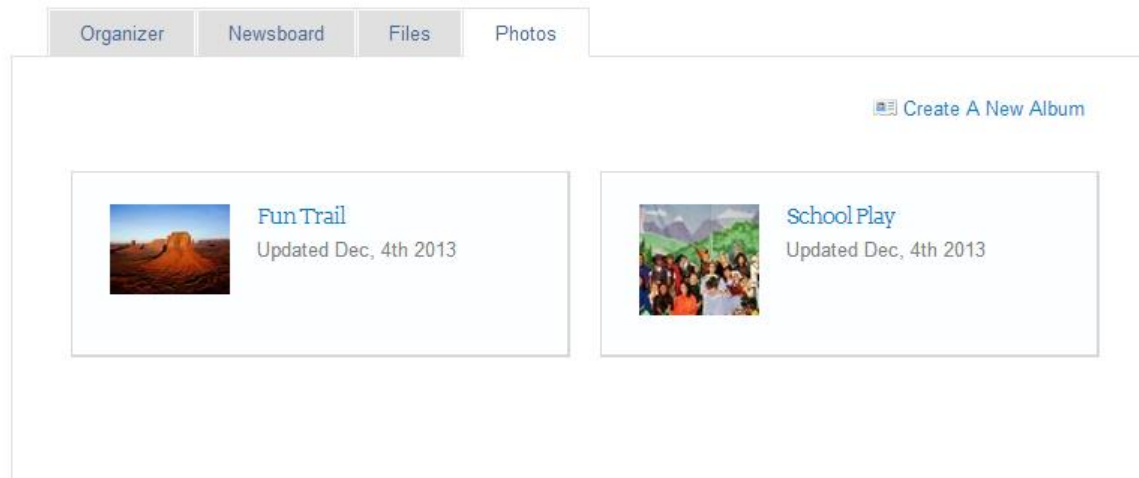 Organizer
Newsboard
Files
Photos
Create A New Album
Fun Trail
Updated Dec, 4th 2013
School Play
Updated Dec, 4th 2013